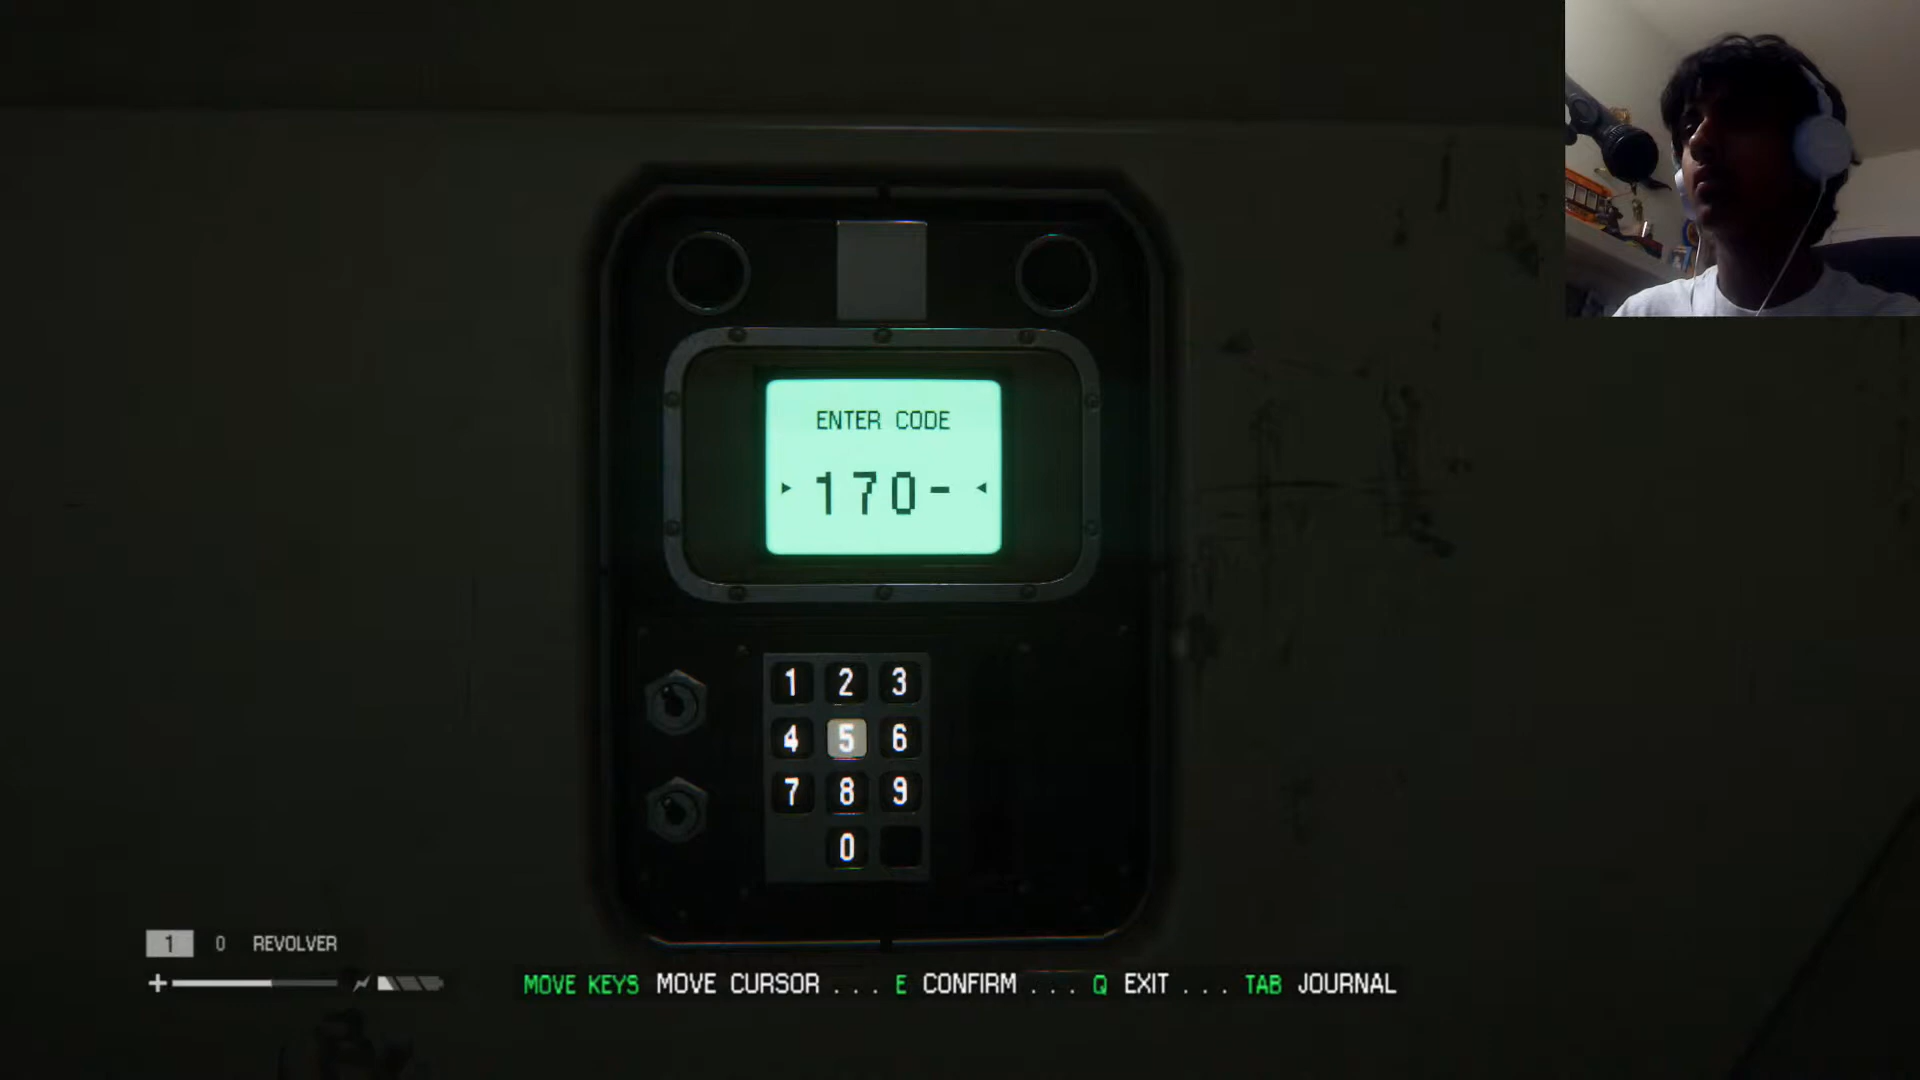 ENTER CODE
170-
1 2 3
4 5 6
7 8 9
0
1 0 REVOLVER
MOVE KEYS MOVE CURSOR ... E CONFIRM ... Q EXIT ... TAB JOURNAL